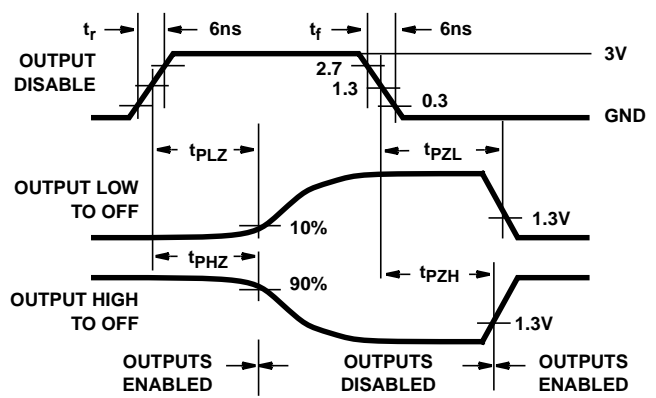 tr 6ns tf 6ns
OUTPUT
DISABLE
3V
2.7
1.3
0.3
GND
tPLZ tPZL
OUTPUT LOW
TO OFF
10%
1.3V
tPHZ tPZH
90%
OUTPUT HIGH
TO OFF
1.3V
OUTPUTS
ENABLED
OUTPUTS
DISABLED
OUTPUTS
ENABLED